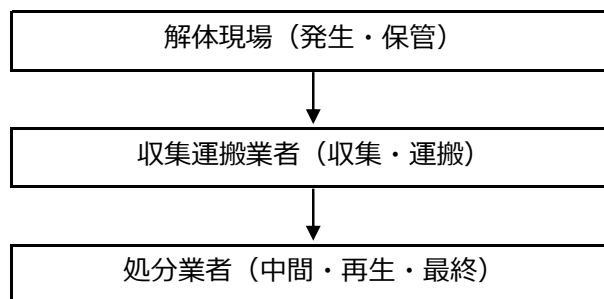 解体現場（発生・保管）
収集運搬業者（収集・運搬）
処分業者（中間・再生・最終）